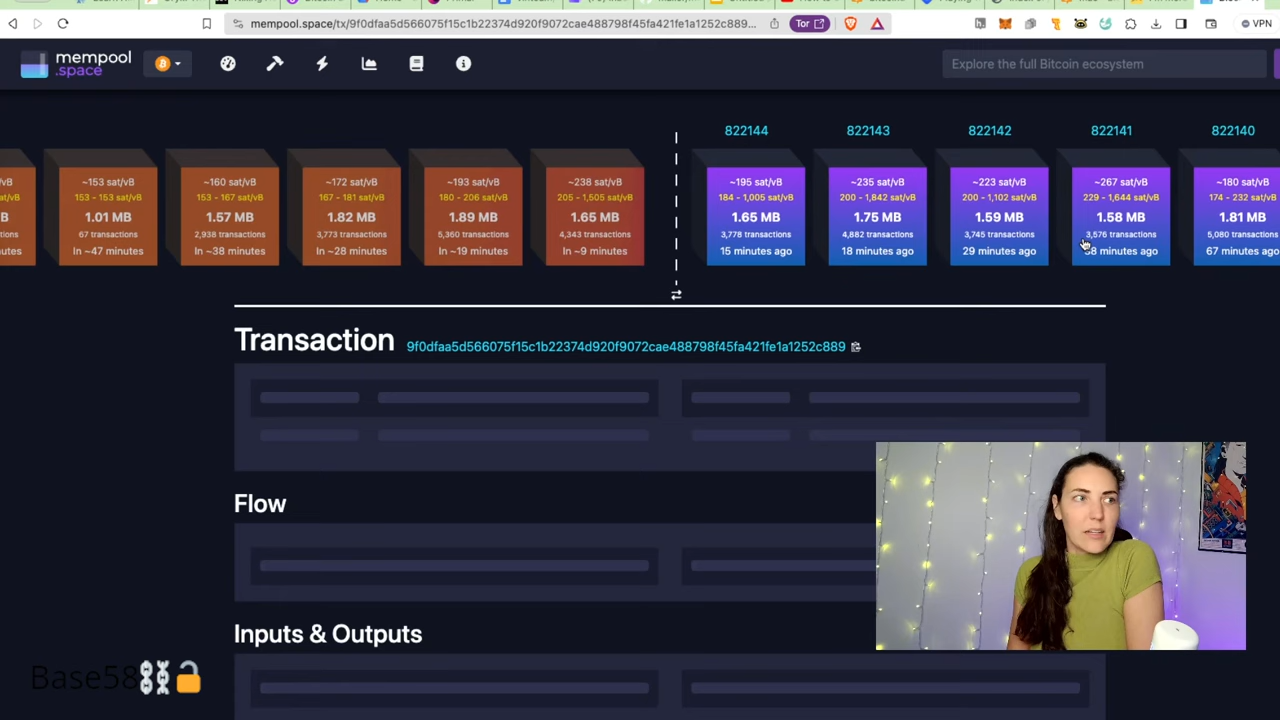 mempool.space/tx/9f0dfaa5d566075f15c1b22374d920f9072cae488798f45fa421fe1a1252c889...
Tor
VPN
mempool
.space
Explore the full Bitcoin ecosystem
822144
822143
822142
822141
822140
B
utes
~153 sat/vB
153 - 153 sat/vB
1.01 MB
67 transactions
In ~47 minutes
~160 sat/vB
153 - 167 sat/vB
1.57 MB
2,938 transactions
In ~38 minutes
~172 sat/vB
167 - 181 sat/vB
1.82 MB
3,773 transactions
In ~28 minutes
~193 sat/vB
180 - 206 sat/vB
1.89 MB
5,360 transactions
In ~19 minutes
~238 sat/vB
205 - 1,505 sat/vB
1.65 MB
4,343 transactions
In ~9 minutes
~195 sat/vB
184 - 1,005 sat/vB
1.65 MB
3,778 transactions
15 minutes ago
~235 sat/vB
200 - 1,842 sat/vB
1.75 MB
4,882 transactions
18 minutes ago
~223 sat/vB
200 - 1,102 sat/vB
1.59 MB
3,745 transactions
29 minutes ago
~267 sat/vB
229 - 1,644 sat/vB
1.58 MB
3,576 transactions
minutes ago
~180 sat/vB
174 - 232 sat/vB
1.81 MB
5,080 transactions
67 minutes ago
Transaction 9f0dfaa5d566075f15c1b22374d920f9072cae488798f45fa421fe1a1252c889
Flow
Inputs & Outputs
Base58